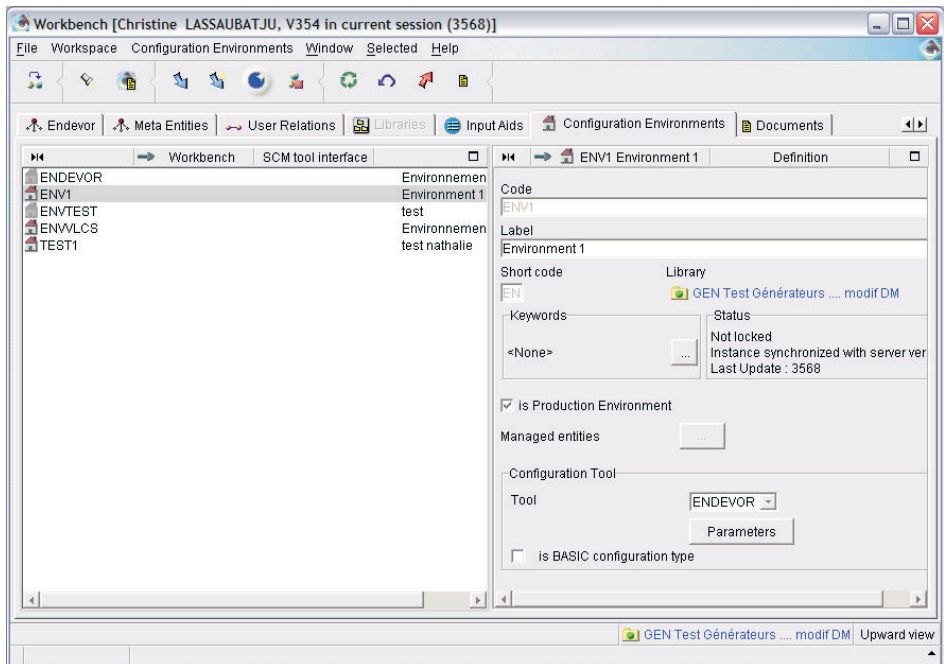 Workbench [Christine LASSAUBATJU, V354 in current session (3568)]
File Workspace Configuration Environments Window Selected Help
Endevor Meta Entities User Relations Libraries Input Aids Configuration Environments Documents
Workbench SCM tool interface
ENV1 Environment 1 Definition
ENDEVOR Environnemen
ENV1 Environment 1
ENVTEST test
ENVVLCS Environnemen
TEST1 test nathalie
Code
ENV1
Label
Environment 1
Short code Library
EN GEN Test Générateurs .... modif DM
Keywords Status
<None> ...
Not locked
Instance synchronized with server ver
Last Update : 3568
is Production Environment
Managed entities ...
Configuration Tool
Tool ENDEVOR
Parameters
is BASIC configuration type
GEN Test Générateurs .... modif DM Upward view